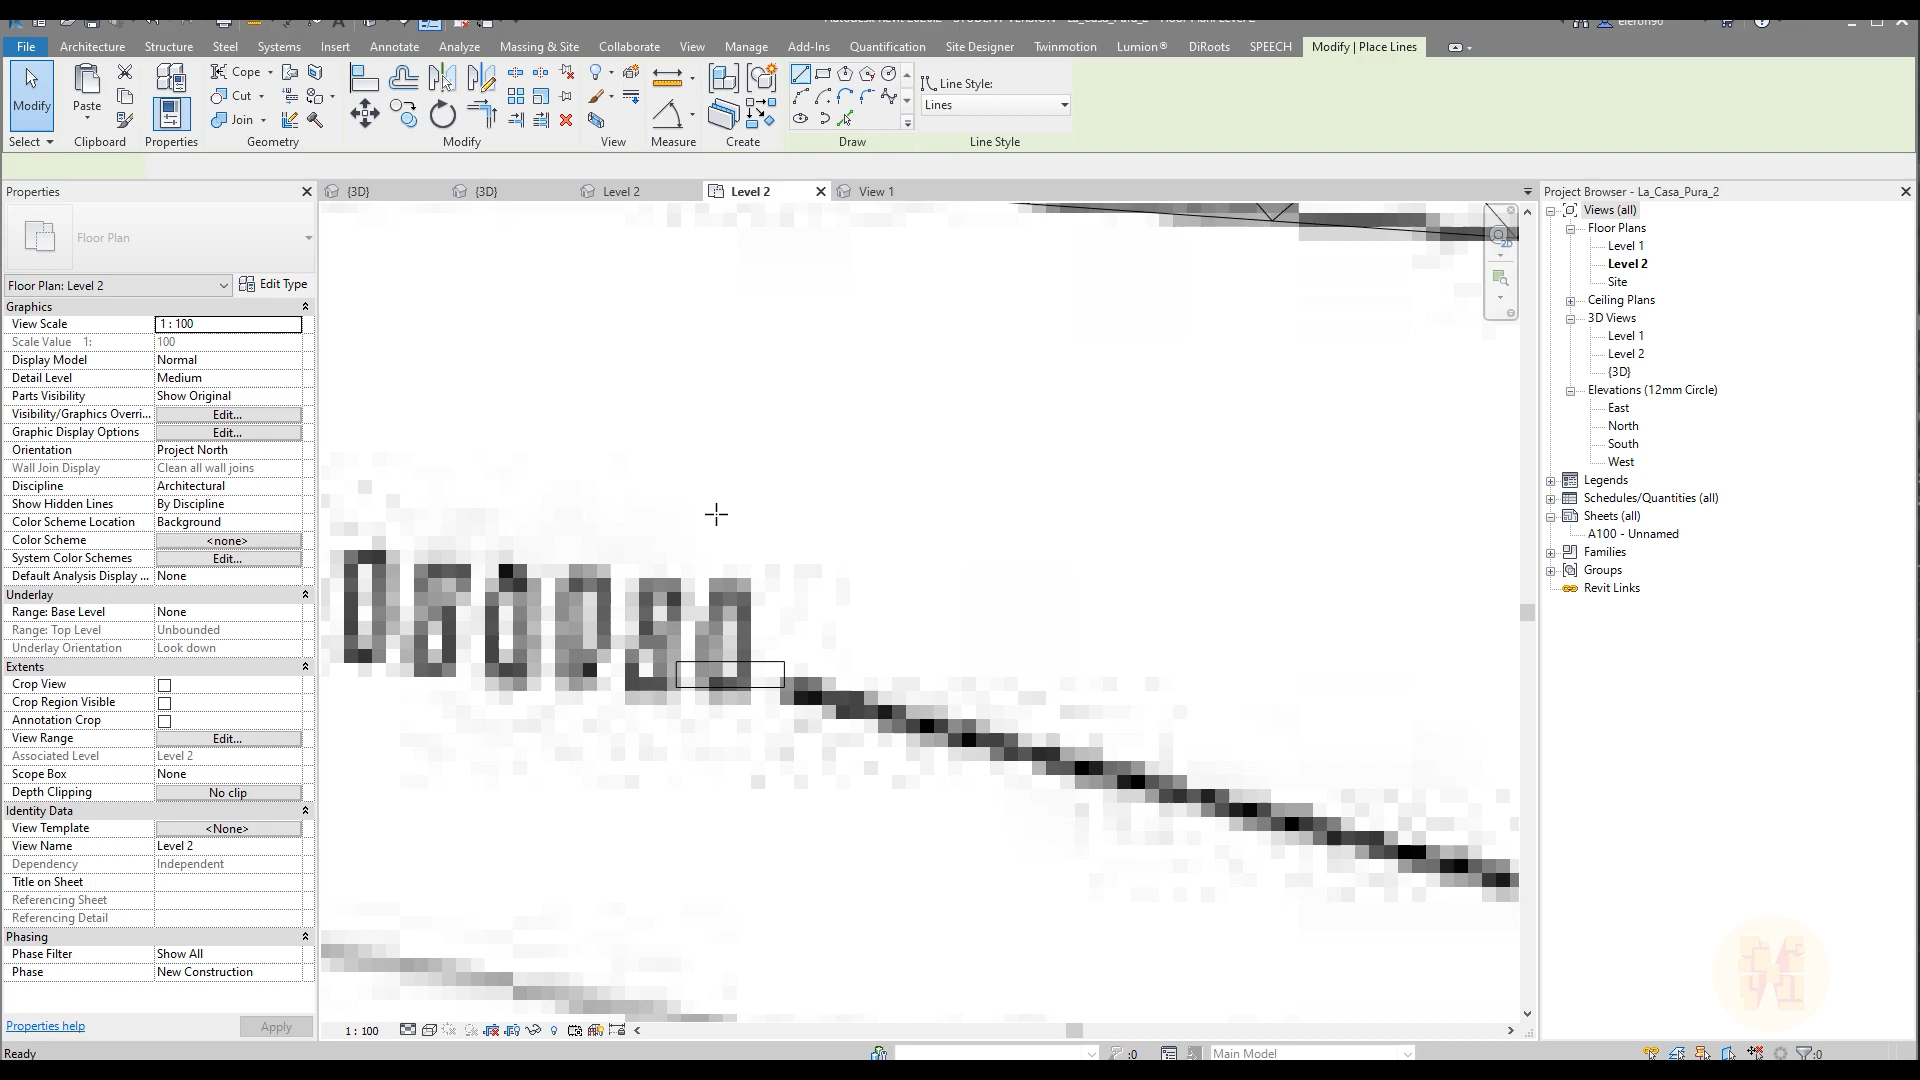 File Architecture Structure Steel Systems Insert Annotate Analyze Massing & Site Collaborate View Manage Add-Ins Quantification Site Designer Twinmotion Lumion® DiRoots SPEECH Modify | Place Lines
Modify
Paste
Cope
Cut
Join
Line Style:
Lines
Select Clipboard Properties Geometry Modify View Measure Create Draw Line Style
Properties
{3D} {3D} Level 2 Level 2 View 1
Project Browser - La_Casa_Pura_2
Floor Plan
Floor Plan: Level 2 Edit Type
Graphics
View Scale 1 : 100
Scale Value 1: 100
Display Model Normal
Detail Level Medium
Parts Visibility Show Original
Visibility/Graphics Overri... Edit...
Graphic Display Options Edit...
Orientation Project North
Wall Join Display Clean all wall joins
Discipline Architectural
Show Hidden Lines By Discipline
Color Scheme Location Background
Color Scheme <none>
System Color Schemes Edit...
Default Analysis Display ... None
Underlay
Range: Base Level None
Range: Top Level Unbounded
Underlay Orientation Look down
Extents
Crop View
Crop Region Visible
Annotation Crop
View Range Edit...
Associated Level Level 2
Scope Box None
Depth Clipping No clip
Identity Data
View Template <None>
View Name Level 2
Dependency Independent
Title on Sheet
Referencing Sheet
Referencing Detail
Phasing
Phase Filter Show All
Phase New Construction
Properties help Apply
Views (all)
Floor Plans
Level 1
Level 2
Site
Ceiling Plans
3D Views
Level 1
Level 2
{3D}
Elevations (12mm Circle)
East
North
South
West
Legends
Schedules/Quantities (all)
Sheets (all)
A100 - Unnamed
Families
Groups
Revit Links
2D
1 : 100
Ready
:0
Main Model
:0